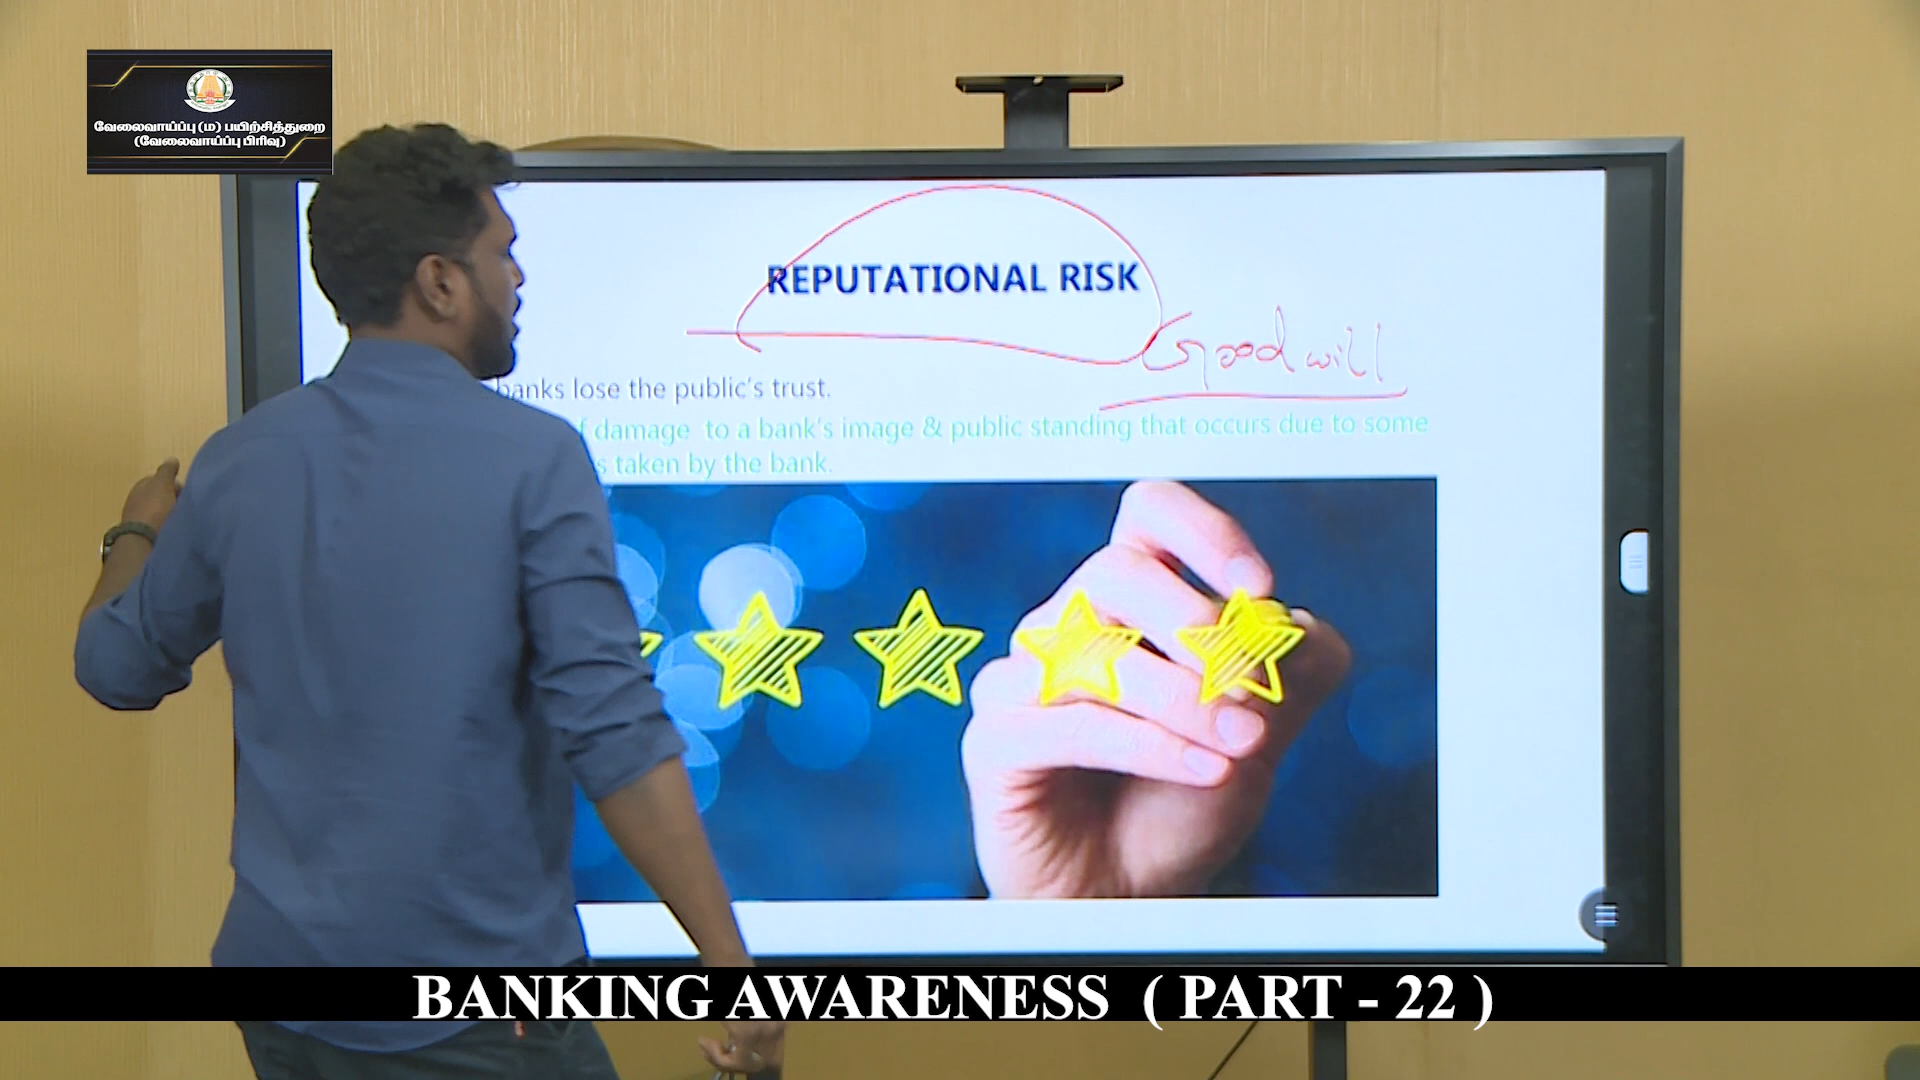 வேலைவாய்ப்பு (ம) பயிற்சித்துறை
(வேலைவாய்ப்பு பிரிவு)
REPUTATIONAL RISK
Goodwill
banks lose the public's trust.
damage to a bank's image & public standing that occurs due to some
taken by the bank.
BANKING AWARENESS ( PART - 22 )